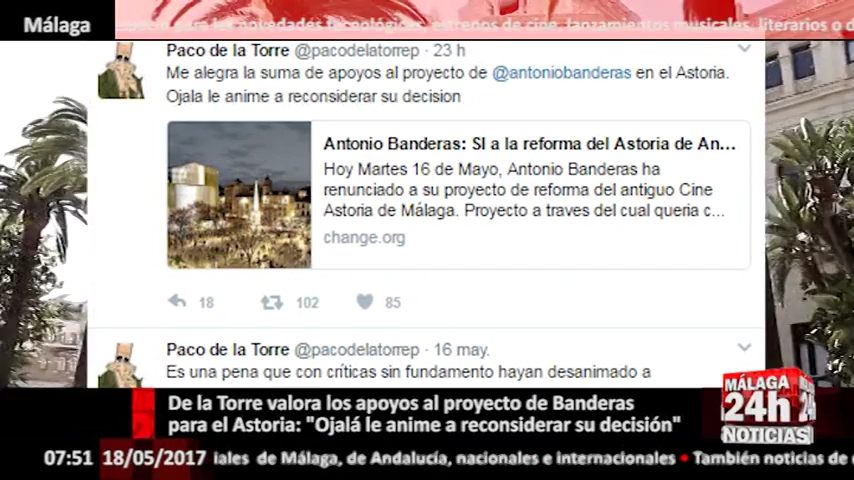 Málaga
espacio para las novedades tecnológicas, estrenos de cine, lanzamientos musicales, literarios o d
Paco de la Torre @pacodelatorrep · 23 h
Me alegra la suma de apoyos al proyecto de @antoniobanderas en el Astoria.
Ojala le anime a reconsiderar su decision
Antonio Banderas: SI a la reforma del Astoria de An...
Hoy Martes 16 de Mayo, Antonio Banderas ha
renunciado a su proyecto de reforma del antiguo Cine
Astoria de Málaga. Proyecto a traves del cual queria c...
change.org
18 102 85
Paco de la Torre @pacodelatorrep · 16 may.
Es una pena que con críticas sin fundamento hayan desanimado a
De la Torre valora los apoyos al proyecto de Banderas
para el Astoria: "Ojalá le anime a reconsiderar su decisión"
MÁLAGA
24h
NOTICIAS
07:51 18/05/2017 iales de Málaga, de Andalucía, nacionales e internacionales • También noticias de